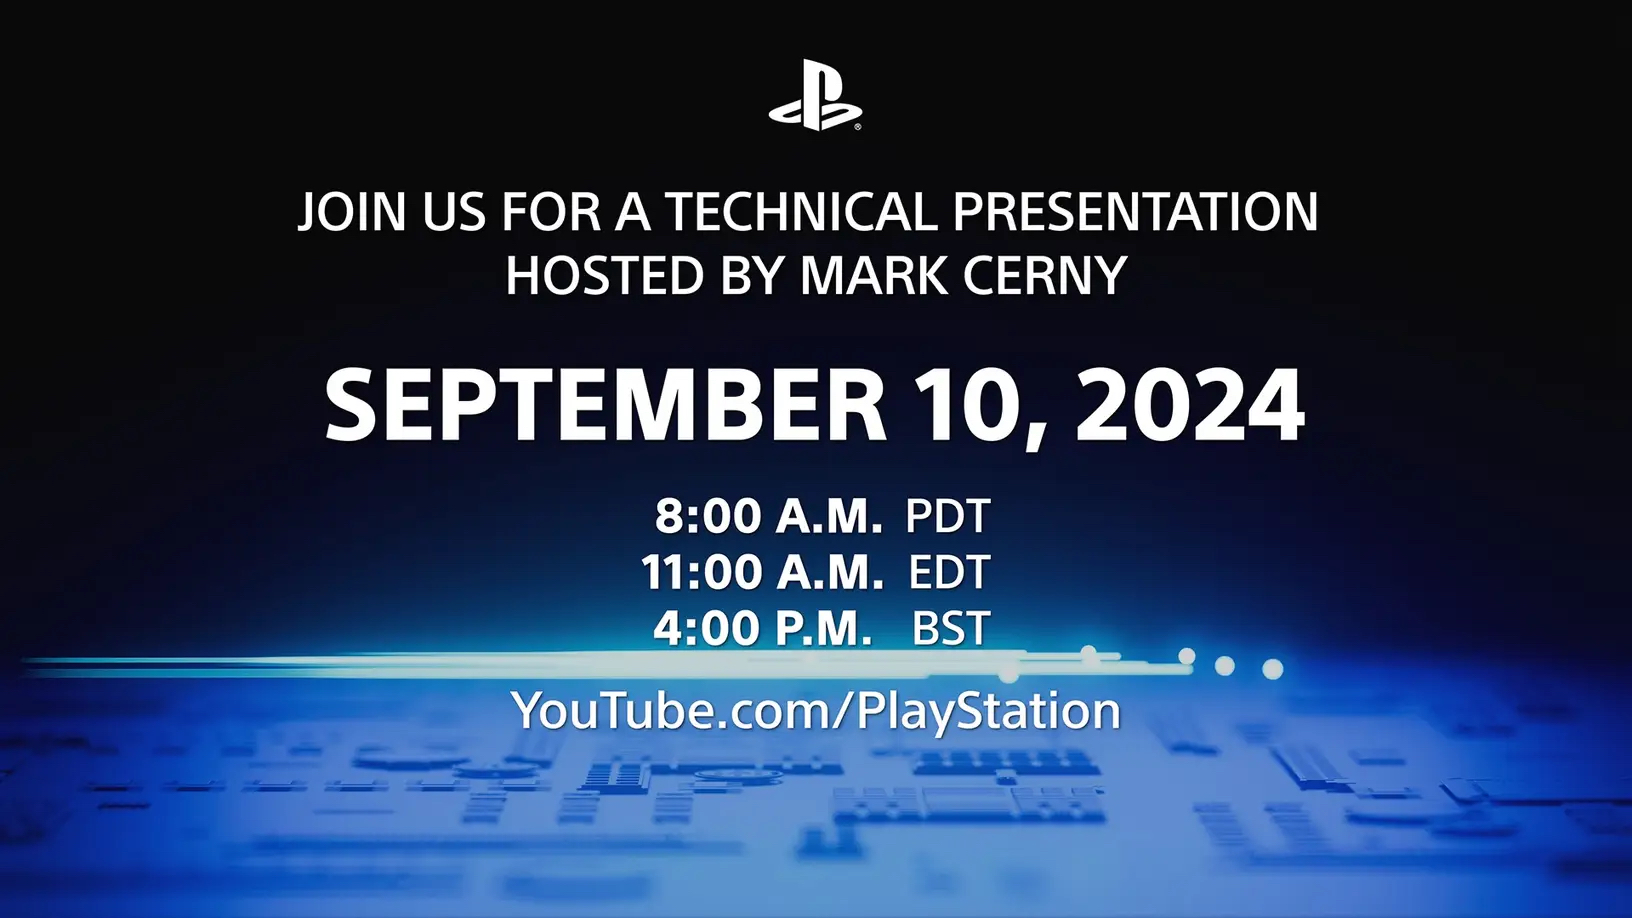 JOIN US FOR A TECHNICAL PRESENTATION
HOSTED BY MARK CERNY
SEPTEMBER 10, 2024
8:00 A.M. PDT
11:00 A.M. EDT
4:00 P.M. BST
YouTube.com/PlayStation